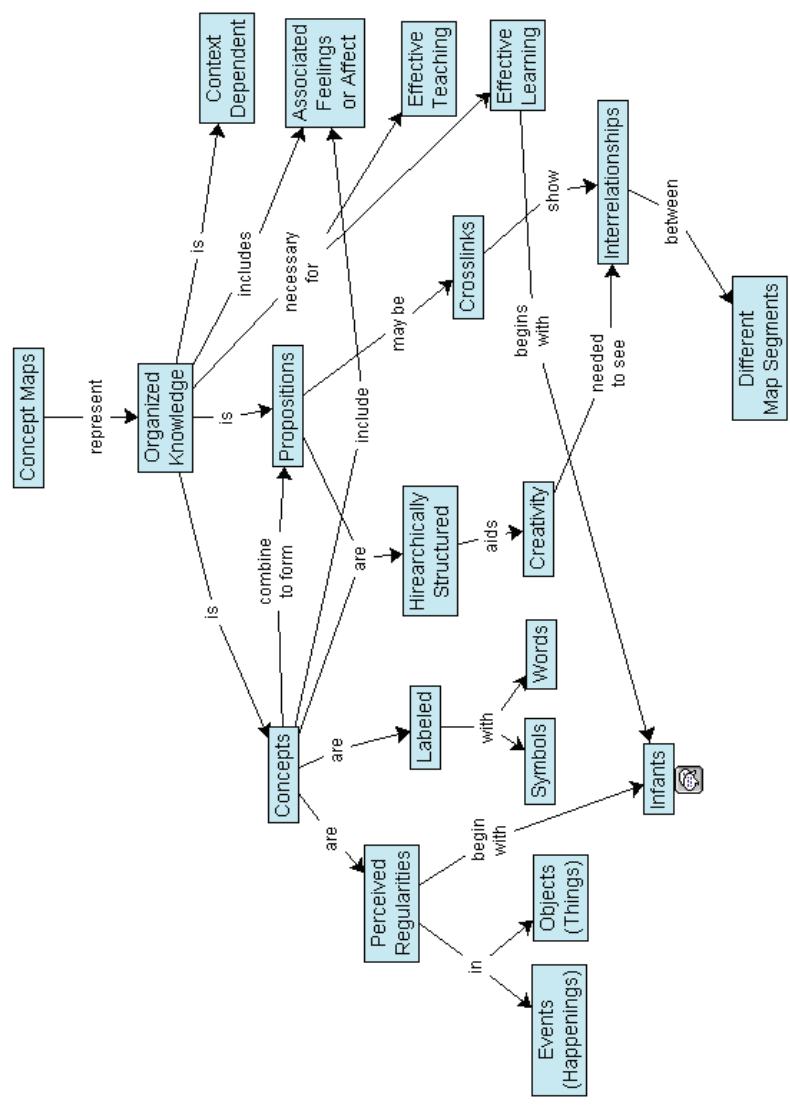 Concept Maps
represent
Organized
Knowledge
is
is
is
includes
necessary
for
Context
Dependent
combine
to form
Concepts
Propositions
Associated
Feelings
or Affect
are
are
include
are
may be
Perceived
Regularities
Labeled
Hirearchically
Structured
Effective
Teaching
in
begin
with
with
aids
Crosslinks
Effective
Learning
Events
(Happenings)
Objects
(Things)
Symbols
Words
Creativity
begins
with
show
needed
to see
Interrelationships
Infants
between
Different
Map Segments